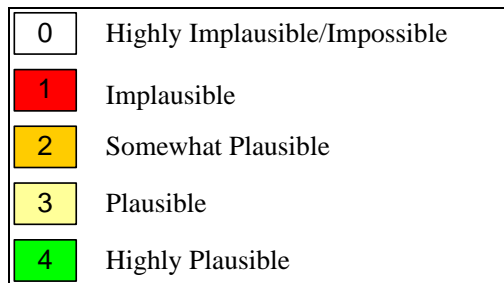 0 Highly Implausible/Impossible
1 Implausible
2 Somewhat Plausible
3 Plausible
4 Highly Plausible